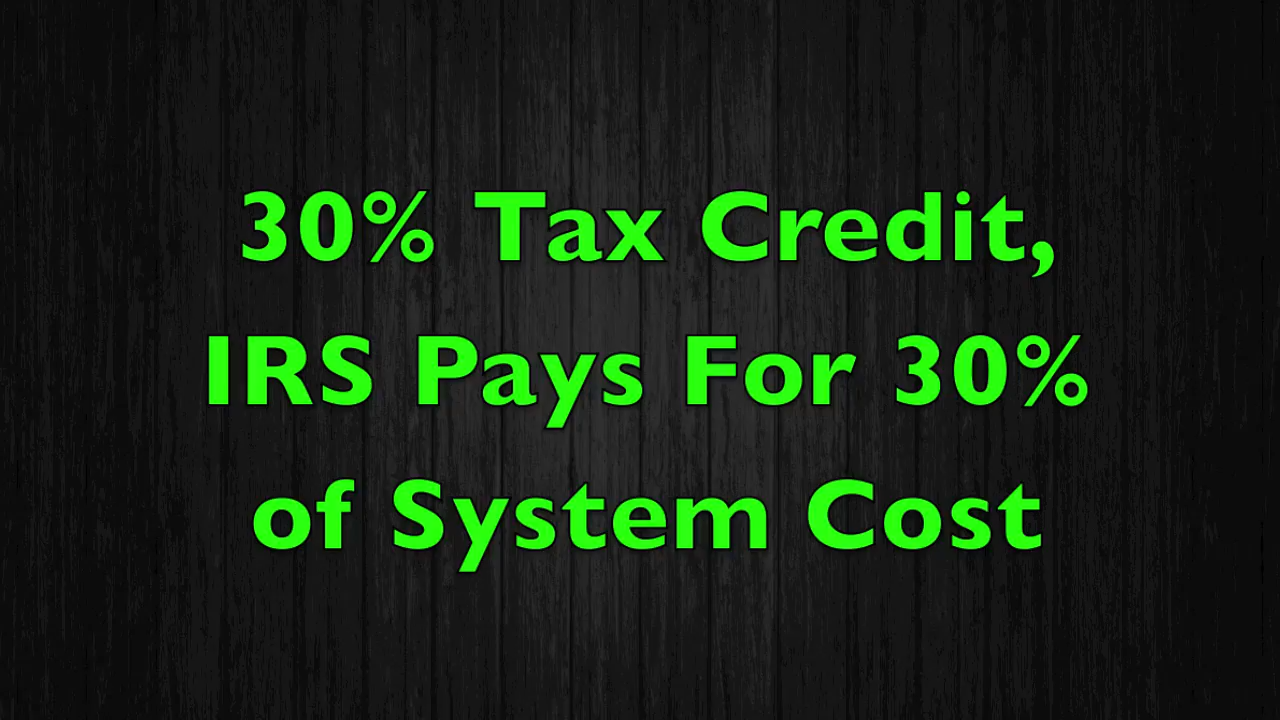 30% Tax Credit,
IRS Pays For 30%
of System Cost